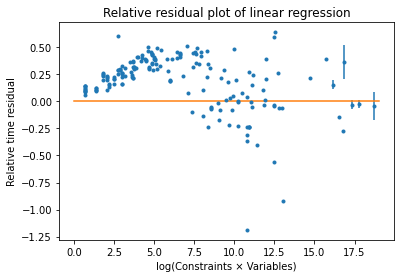 Relative residual plot of linear regression
Relative time residual
0.50
0.25
0.00
−0.25
−0.50
−0.75
−1.00
−1.25
0.0 2.5 5.0 7.5 10.0 12.5 15.0 17.5
log(Constraints × Variables)